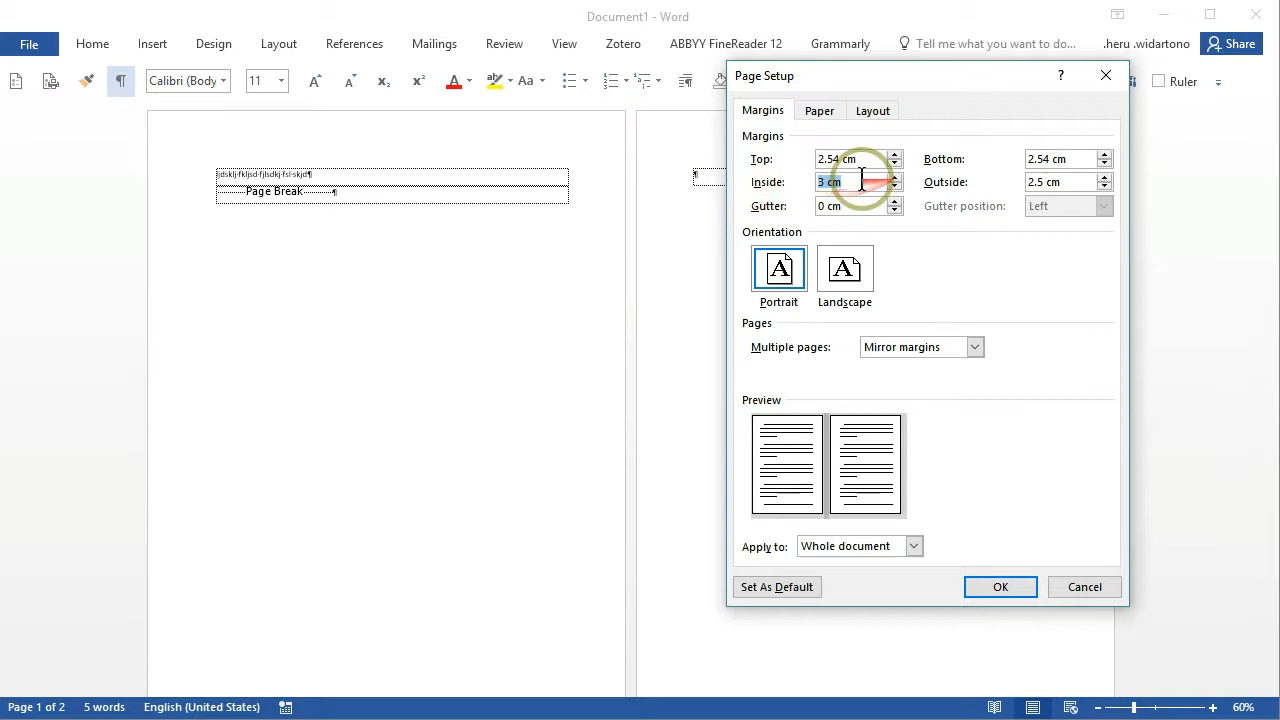 Document1 - Word
File Home Insert Design Layout References Mailings Review View Zotero ABBYY FineReader 12 Grammarly Tell me what you want to do... .heru .widartono Share
Calibri (Body 11 Aa Ruler
Page Setup
?
Margins Paper Layout
Margins
Top: 2.54 cm Bottom: 2.54 cm
Inside: 3 cm Outside: 2.5 cm
Gutter: 0 cm Gutter position: Left
Orientation
A A
Portrait Landscape
Pages
Multiple pages: Mirror margins
Preview
Apply to: Whole document
Set As Default OK Cancel
Page Break ¶
¶
Page 1 of 2 5 words English (United States) 60%